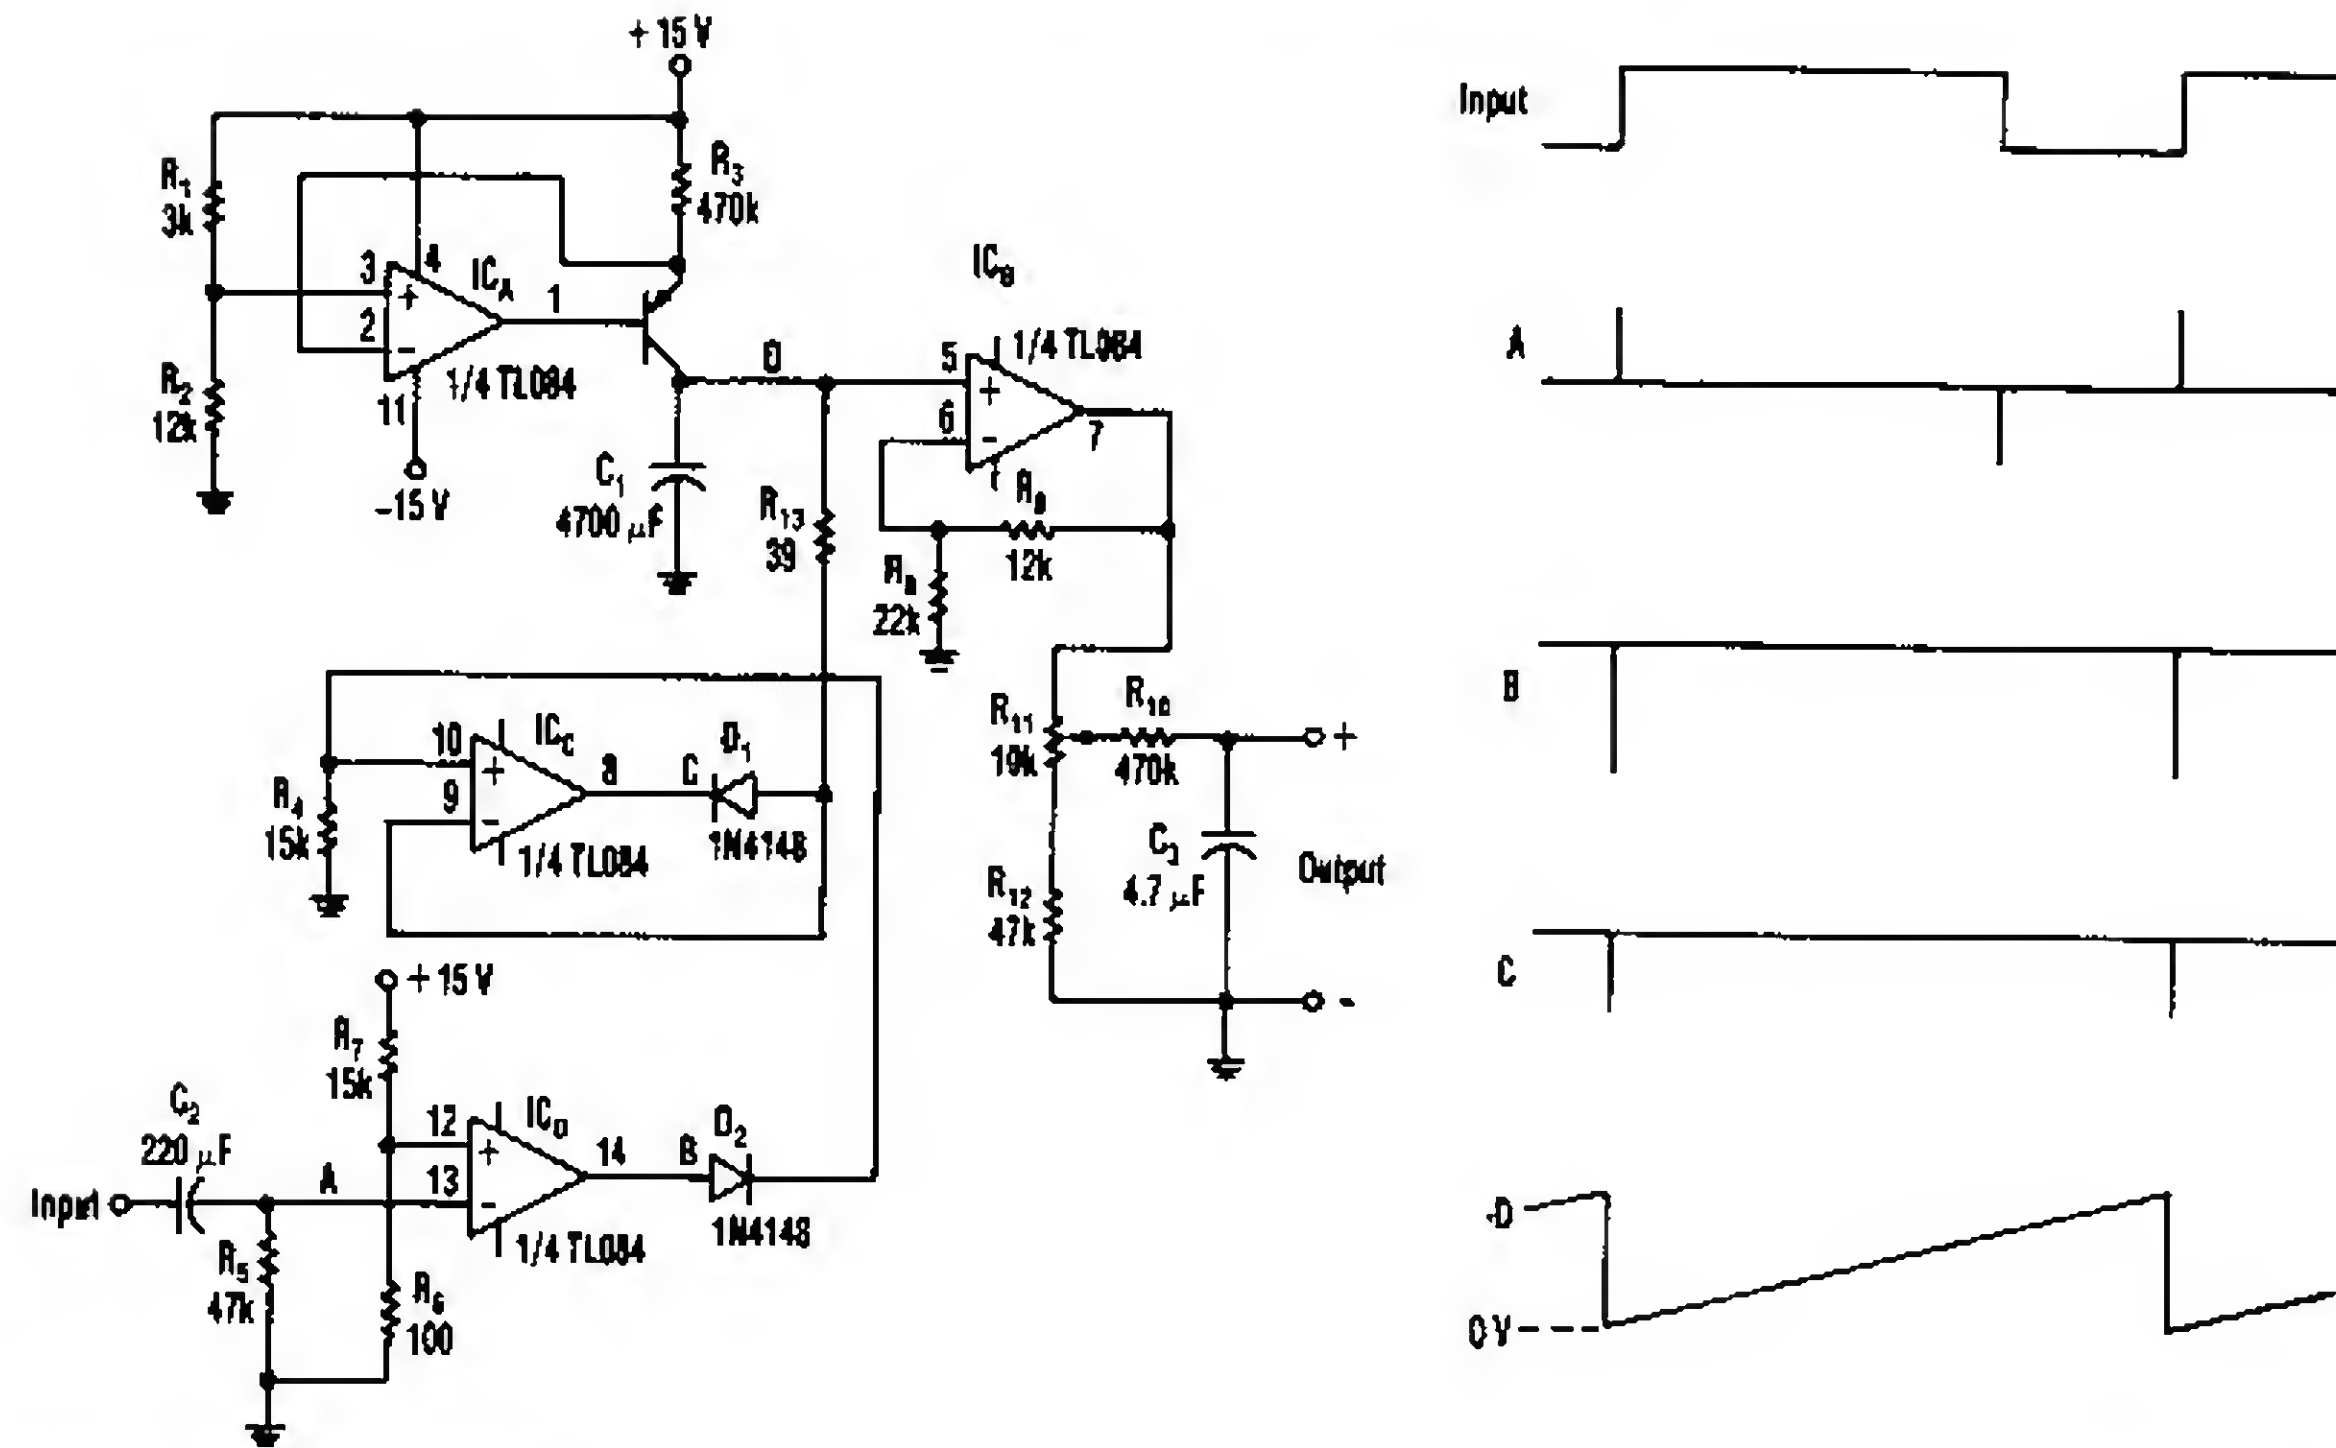 + 15 V
R1
3k
R3
470k
3
4
ICA
1
2
1/4 TL084
R2
12k
11
-15 V
C1
4700 μF
D
R13
39
ICB
5
1/4 TL084
6
7
R9
12k
R8
22k
10
ICC
9
8
C
D1
1N4148
1/4 TL084
R4
15k
R11
R10
470k
+
R12
47k
C3
4.7 μF
Output
-
+ 15 V
R7
15k
C2
220 μF
12
ICD
13
14
B
D2
1N4148
1/4 TL084
Input
A
R5
47k
R6
100
Input
A
B
C
D
0 V